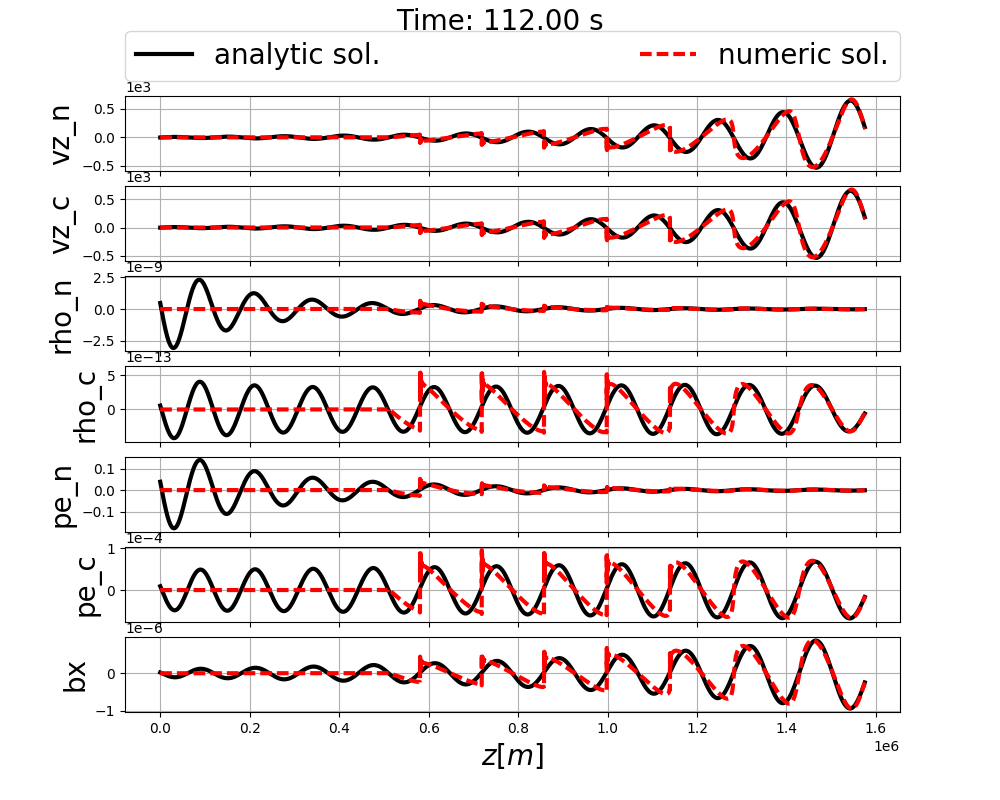 Time: 112.00 s
analytic sol.
numeric sol.
1e3
0.5
0.0
−0.5
vz_n
1e3
0.5
0.0
−0.5
vz_c
1e−9
2.5
0.0
−2.5
rho_n
1e−13
5
0
rho_c
0.1
0.0
−0.1
pe_n
1e−4
1
0
pe_c
1e−6
0
−1
bx
0.0 0.2 0.4 0.6 0.8 1.0 1.2 1.4 1.6
1e6
z[m]